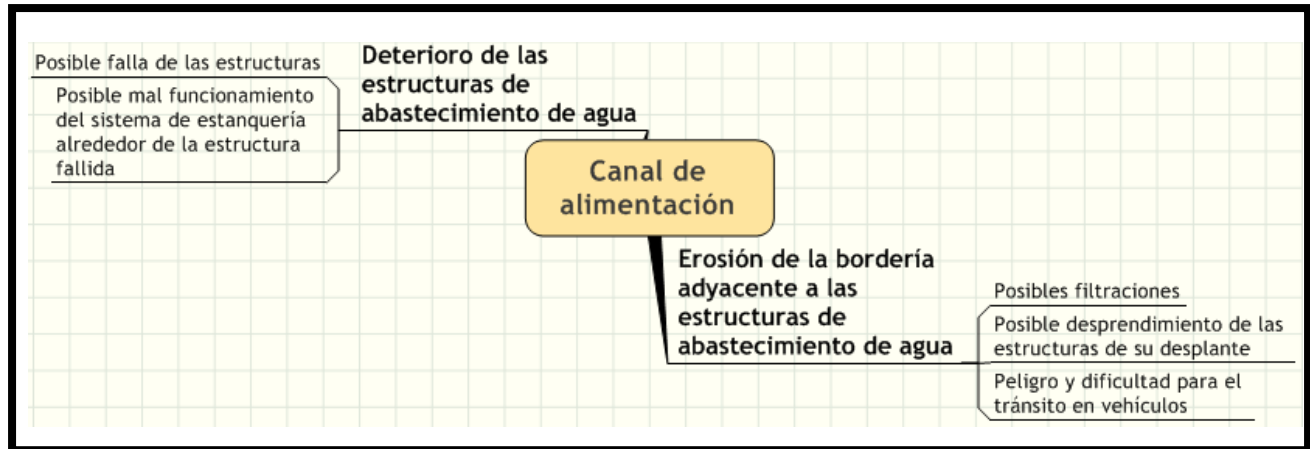 Posible falla de las estructuras
Posible mal funcionamiento
del sistema de estanquería
alrededor de la estructura
fallida
Deterioro de las
estructuras de
abastecimiento de agua
Canal de
alimentación
Erosión de la bordería
adyacente a las
estructuras de
abastecimiento de agua
Posibles filtraciones
Posible desprendimiento de las
estructuras de su desplante
Peligro y dificultad para el
tránsito en vehículos